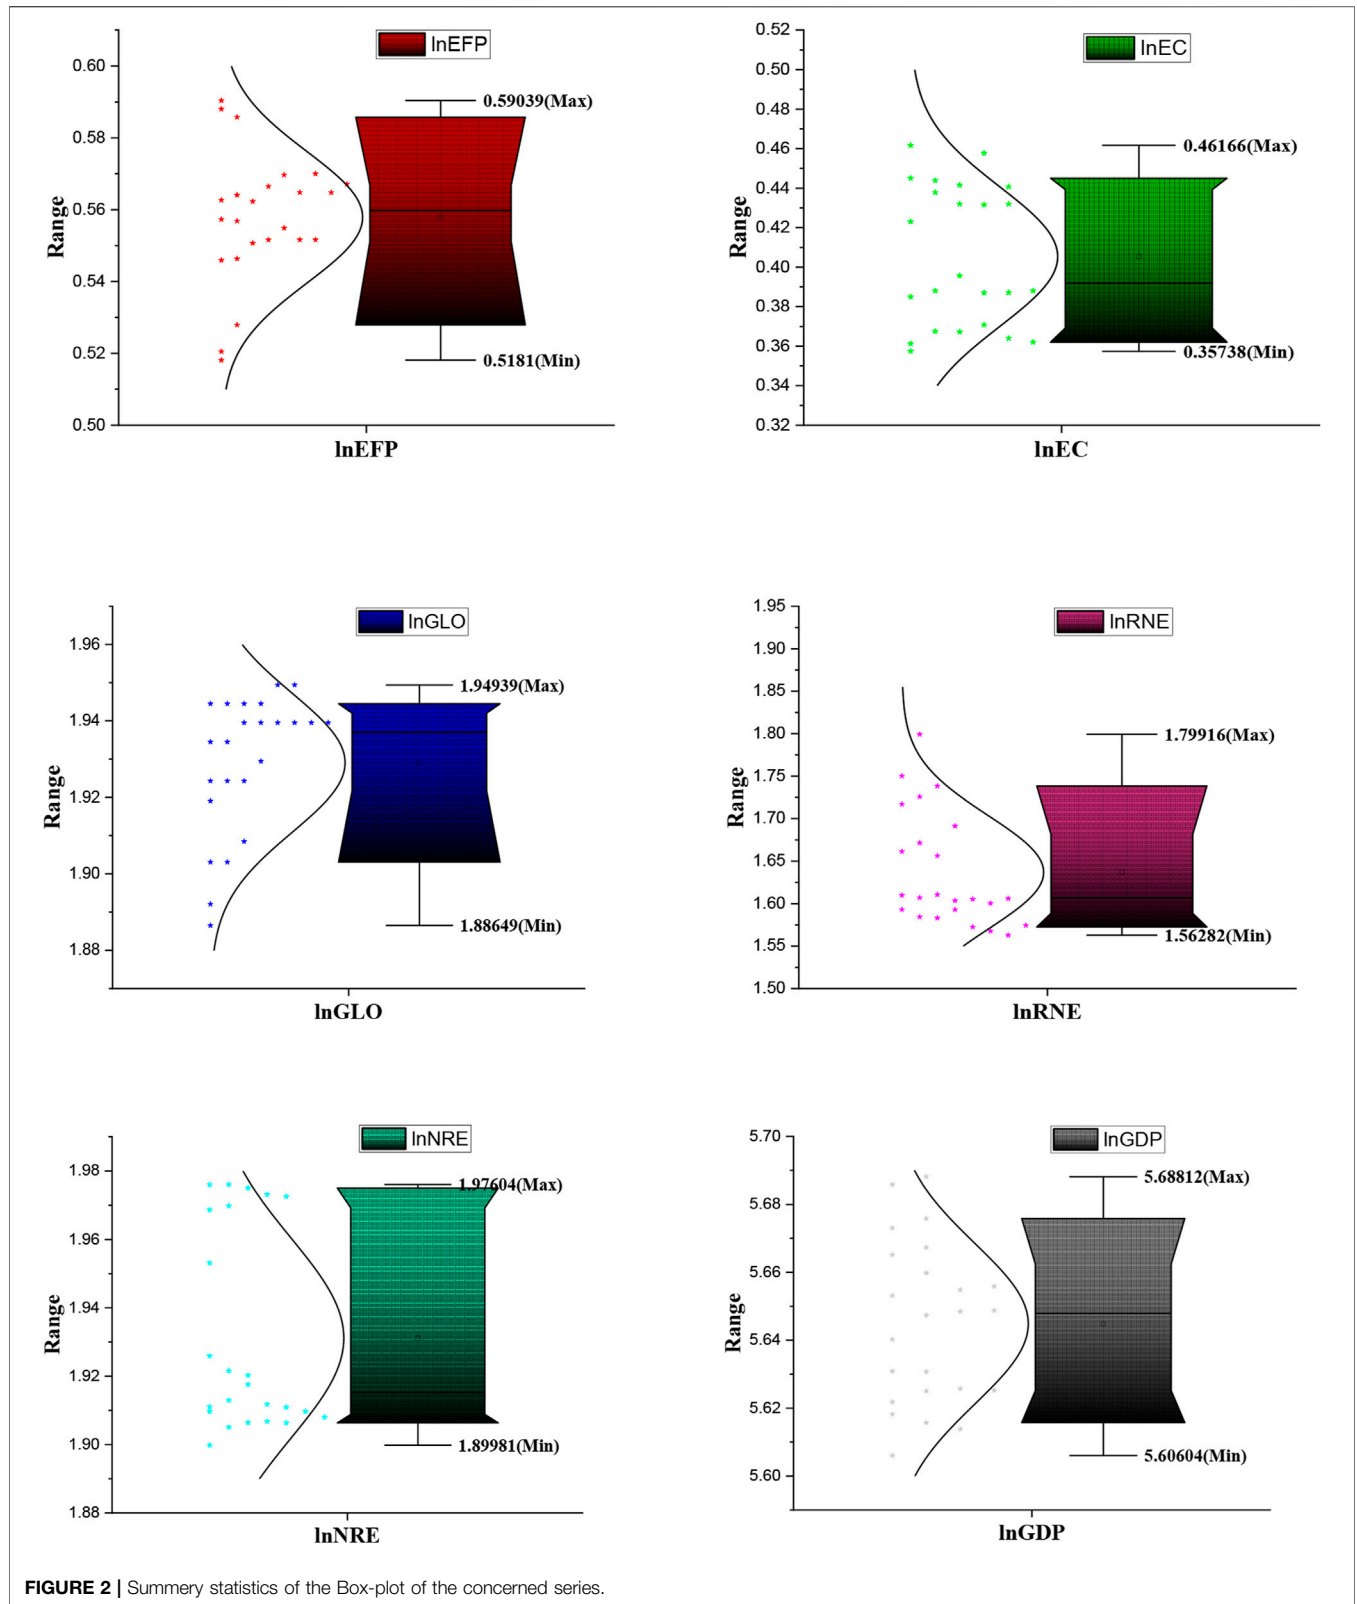 lnEFP
0.60
0.58
0.56
0.54
0.52
0.50
Range
0.59039(Max)
0.5181(Min)
lnEFP
lnEC
0.52
0.50
0.48
0.46
0.44
0.42
0.40
0.38
0.36
0.34
0.32
Range
0.46166(Max)
0.35738(Min)
lnEC
lnGLO
1.96
1.94
1.92
1.90
1.88
Range
1.94939(Max)
1.88649(Min)
lnGLO
lnRNE
1.95
1.90
1.85
1.80
1.75
1.70
1.65
1.60
1.55
1.50
Range
1.79916(Max)
1.56282(Min)
lnRNE
lnNRE
1.98
1.96
1.94
1.92
1.90
1.88
Range
1.97604(Max)
1.89981(Min)
lnNRE
lnGDP
5.70
5.68
5.66
5.64
5.62
5.60
Range
5.68812(Max)
5.60604(Min)
lnGDP
FIGURE 2 | Summery statistics of the Box-plot of the concerned series.